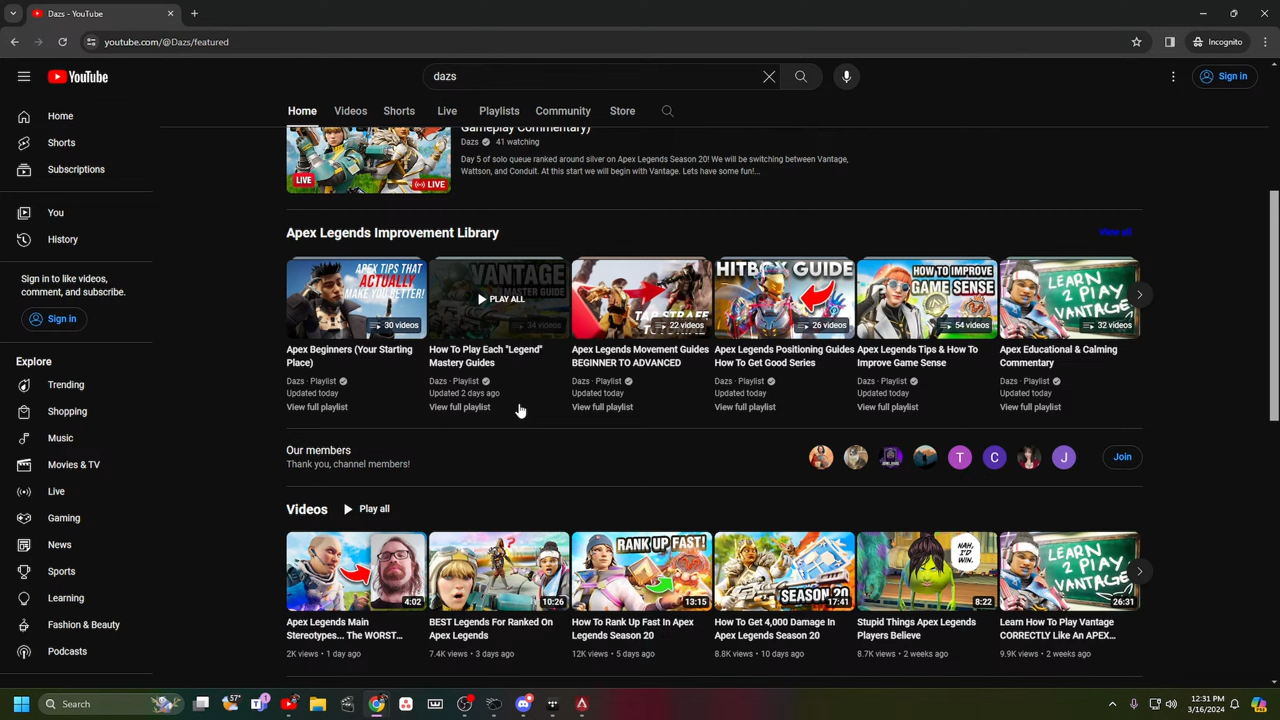 Dazs - YouTube
youtube.com/@Dazs/featured
Incognito
YouTube
dazs
Sign in
Home
Videos
Shorts
Live
Playlists
Community
Store
Home
Shorts
Subscriptions
You
History
Sign in to like videos,
comment, and subscribe.
Sign in
Explore
Trending
Shopping
Music
Movies & TV
Live
Gaming
News
Sports
Learning
Fashion & Beauty
Podcasts
Gameplay Commentary)
Dazs 41 watching
Day 5 of solo queue ranked around silver on Apex Legends Season 20! We will be switching between Vantage,
Wattson, and Conduit. At this start we will begin with Vantage. Lets have some fun!...
LIVE
LIVE
Apex Legends Improvement Library
View all
APEX TIPS THAT
ACTUALLY
MAKE YOU BETTER!
30 videos
Apex Beginners (Your Starting
Place)
Dazs · Playlist
Updated today
View full playlist
VANTAGE
MASTER GUIDE
PLAY ALL
34 videos
How To Play Each "Legend"
Mastery Guides
Dazs · Playlist
Updated 2 days ago
View full playlist
TAP STRAFE
22 videos
Apex Legends Movement Guides
BEGINNER TO ADVANCED
Dazs · Playlist
Updated today
View full playlist
HITBOX GUIDE
26 videos
Apex Legends Positioning Guides
How To Get Good Series
Dazs · Playlist
Updated today
View full playlist
HOW TO IMPROVE
GAME SENSE
54 videos
Apex Legends Tips & How To
Improve Game Sense
Dazs · Playlist
Updated today
View full playlist
LEARN
2 PLAY
VANTAGE
32 videos
Apex Educational & Calming
Commentary
Dazs · Playlist
Updated today
View full playlist
Our members
Thank you, channel members!
T
C
J
Join
Videos
Play all
4:02
Apex Legends Main
Stereotypes... The WORST...
2K views • 1 day ago
?
10:26
BEST Legends For Ranked On
Apex Legends
7.4K views • 3 days ago
RANK UP FAST!
13:15
How To Rank Up Fast In Apex
Legends Season 20
12K views • 5 days ago
SEASON 20
17:41
How To Get 4,000 Damage In
Apex Legends Season 20
8.8K views • 10 days ago
NAH,
I'D
WIN.
8:22
Stupid Things Apex Legends
Players Believe
8.7K views • 2 weeks ago
LEARN
2 PLAY
VANTAGE
26:31
Learn How To Play Vantage
CORRECTLY Like An APEX...
9.9K views • 2 weeks ago
Search
57°
12:31 PM
3/16/2024